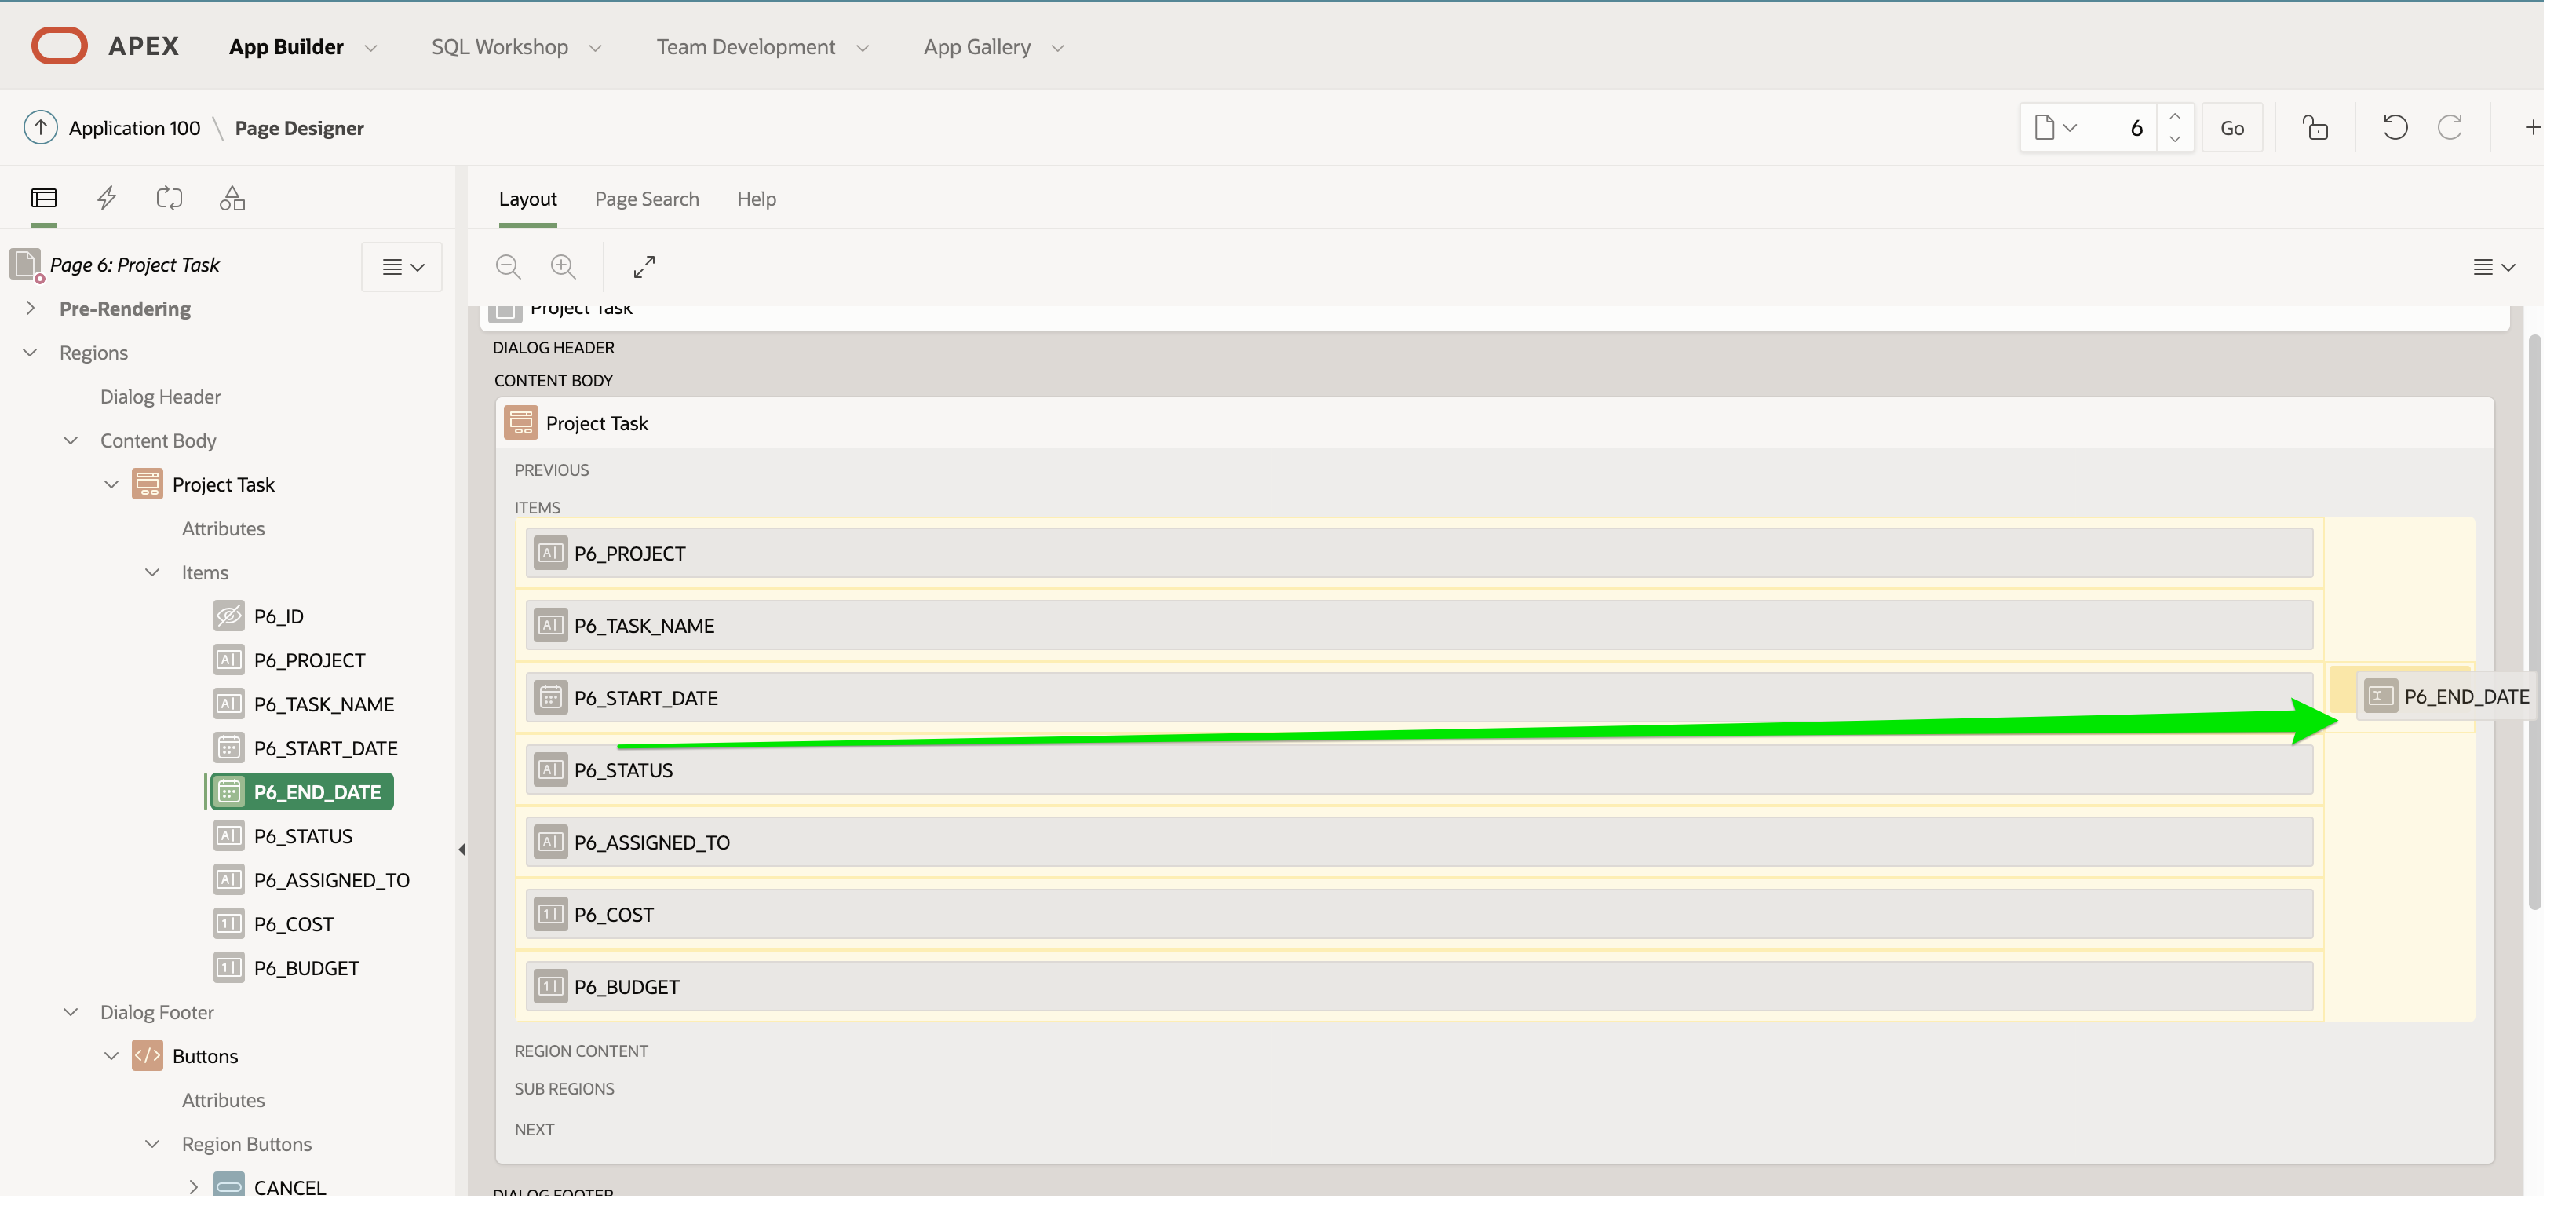 APEX App Builder SQL Workshop Team Development App Gallery
Application 100 \ Page Designer 6 Go
Layout Page Search Help
Page 6: Project Task
Pre-Rendering
Regions
Dialog Header
Content Body
Project Task
Attributes
Items
P6_ID
P6_PROJECT
P6_TASK_NAME
P6_START_DATE
P6_END_DATE
P6_STATUS
P6_ASSIGNED_TO
P6_COST
P6_BUDGET
Dialog Footer
Buttons
Attributes
Region Buttons
CANCEL
Project Task
DIALOG HEADER
CONTENT BODY
Project Task
PREVIOUS
ITEMS
P6_PROJECT
P6_TASK_NAME
P6_START_DATE P6_END_DATE
P6_STATUS
P6_ASSIGNED_TO
P6_COST
P6_BUDGET
REGION CONTENT
SUB REGIONS
NEXT
DIALOG FOOTER